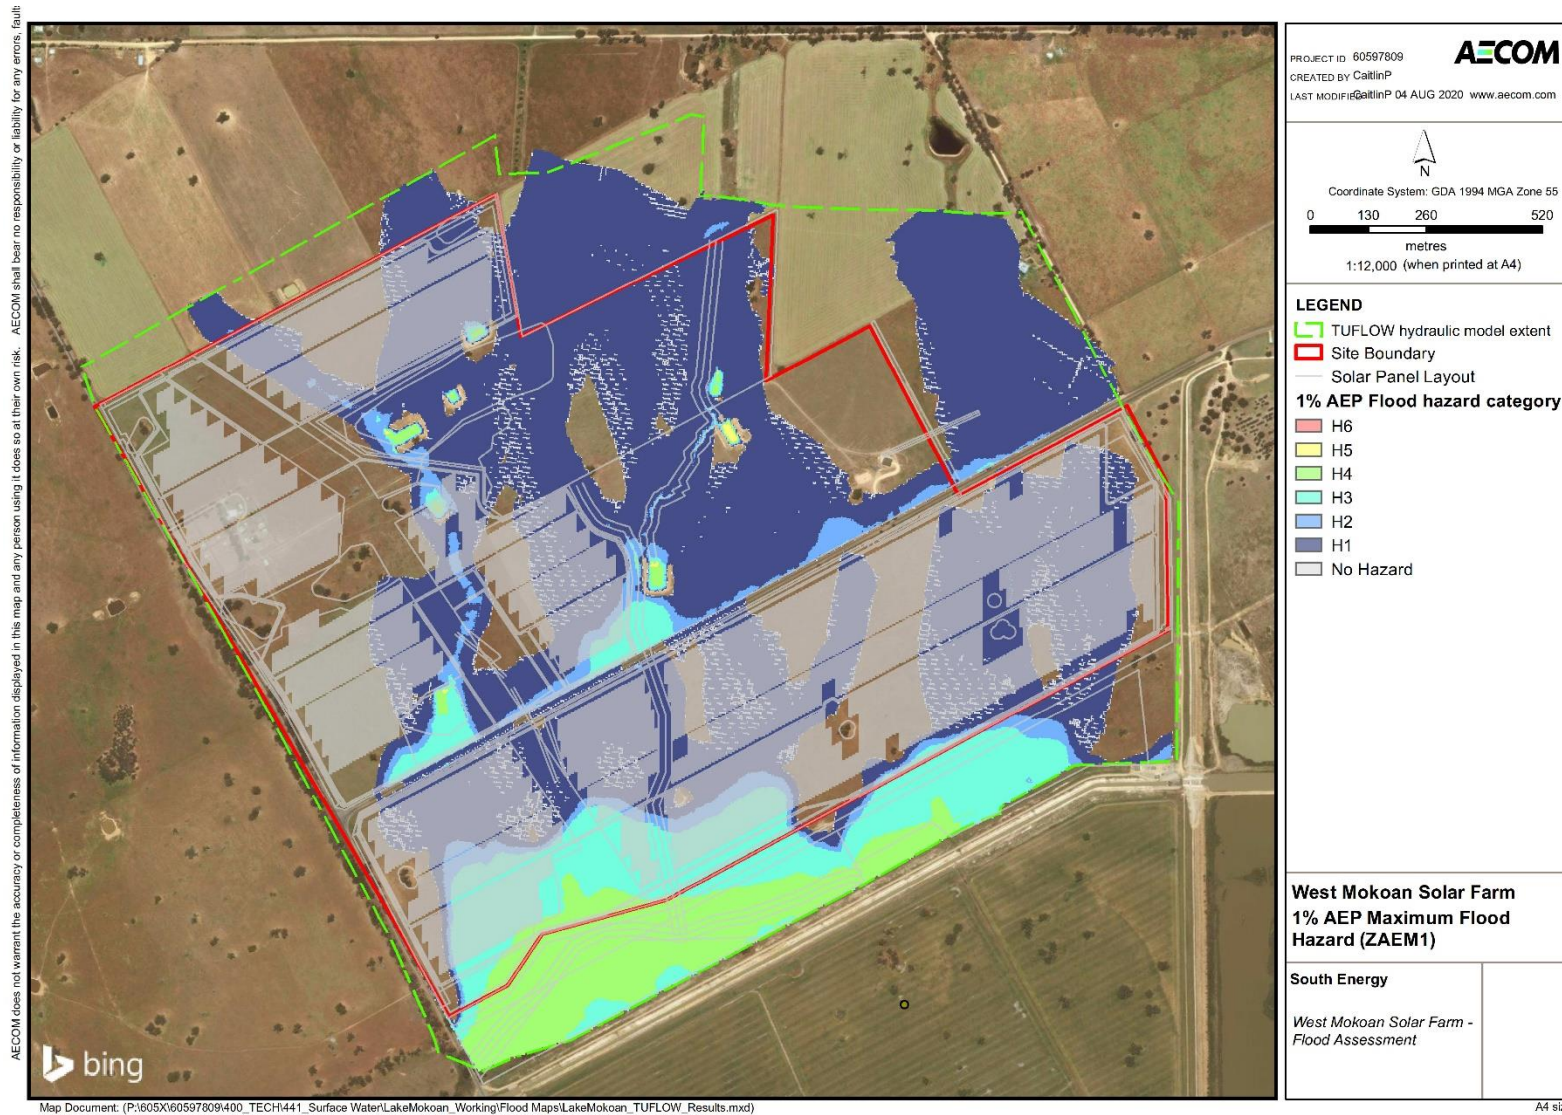 AECOM does not warrant the accuracy or completeness of information displayed in this map and any person using it does so at their own risk. AECOM shall bear no responsibility or liability for any errors, faults
PROJECT ID 60597809
AECOM
CREATED BY CaitlinP
LAST MODIFIED CaitlinP 04 AUG 2020 www.aecom.com
N
Coordinate System: GDA 1994 MGA Zone 55
0 130 260 520
metres
1:12,000 (when printed at A4)
LEGEND
TUFLOW hydraulic model extent
Site Boundary
Solar Panel Layout
1% AEP Flood hazard category
H6
H5
H4
H3
H2
H1
No Hazard
West Mokoan Solar Farm
1% AEP Maximum Flood
Hazard (ZAEM1)
South Energy
West Mokoan Solar Farm -
Flood Assessment
bing
Map Document: (P:\605X\60597809\400_TECH\441_Surface Water\LakeMokoan_Working\Flood Maps\LakeMokoan_TUFLOW_Results.mxd)
A4 si